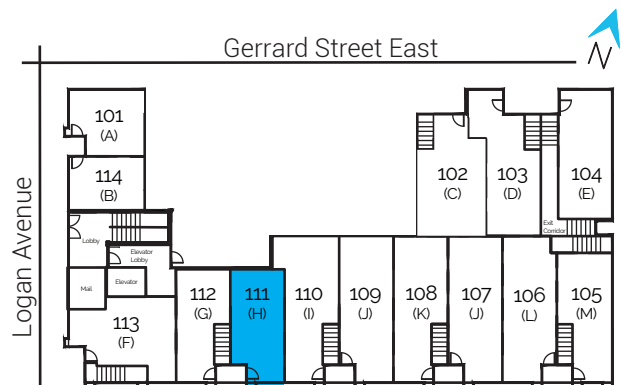 Gerrard Street East
N
Logan Avenue
101
(A)
114
(B)
102
(C)
103
(D)
104
(E)
Exit
Corridor
Lobby
Elevator
Lobby
Mail
Elevator
113
(F)
112
(G)
111
(H)
110
(I)
109
(J)
108
(K)
107
(J)
106
(L)
105
(M)